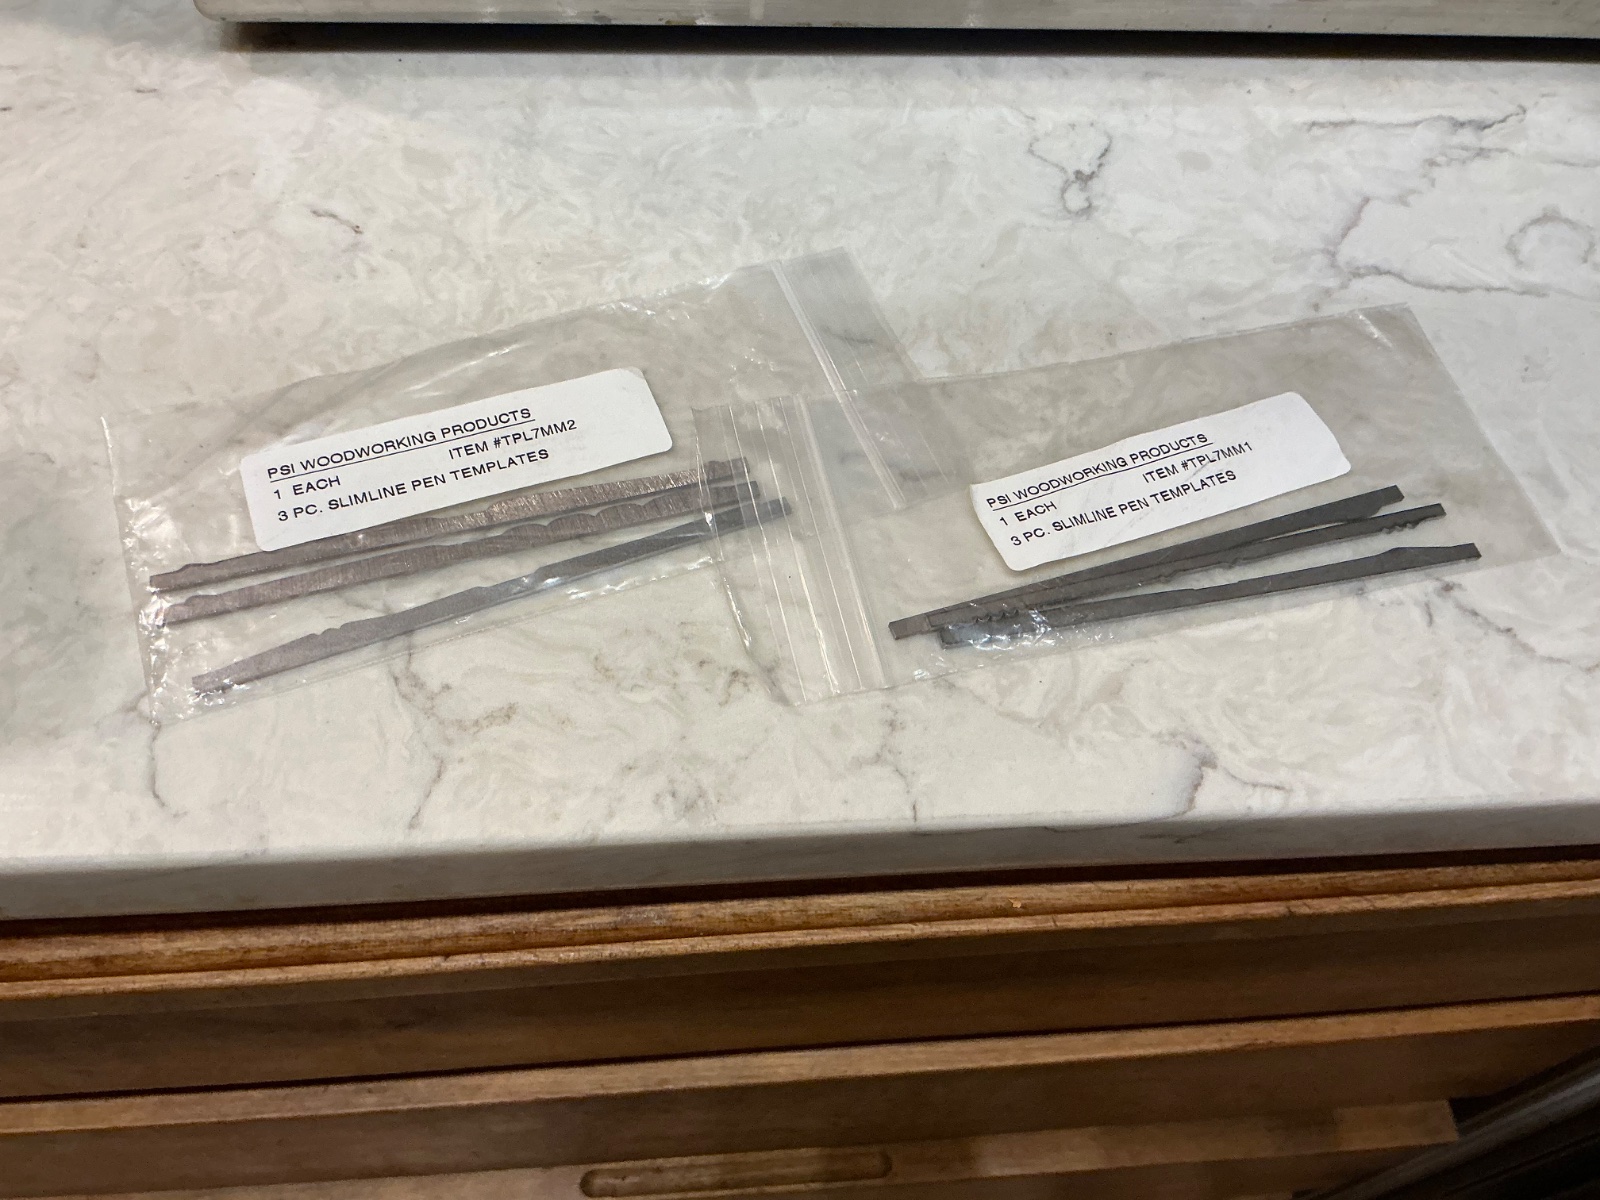 PSI WOODWORKING PRODUCTS
ITEM #TPL7MM2
1 EACH
3 PC. SLIMLINE PEN TEMPLATES
PSI WOODWORKING PRODUCTS
ITEM #TPL7MM1
1 EACH
3 PC. SLIMLINE PEN TEMPLATES